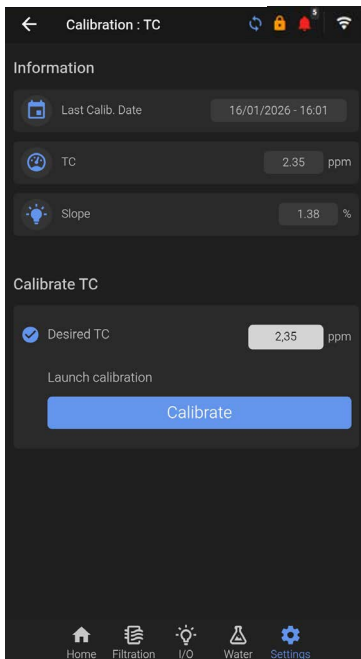 Calibration : TC
5
Information
Last Calib. Date 16/01/2026 - 16:01
TC 2.35 ppm
Slope 1.38 %
Calibrate TC
Desired TC 2,35 ppm
Launch calibration
Calibrate
Home Filtration I/O Water Settings